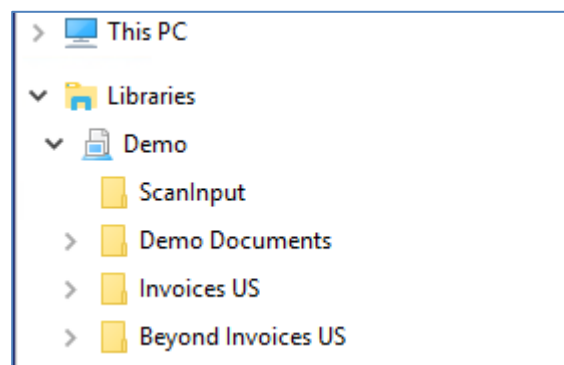 This PC
Libraries
Demo
ScanInput
Demo Documents
Invoices US
Beyond Invoices US